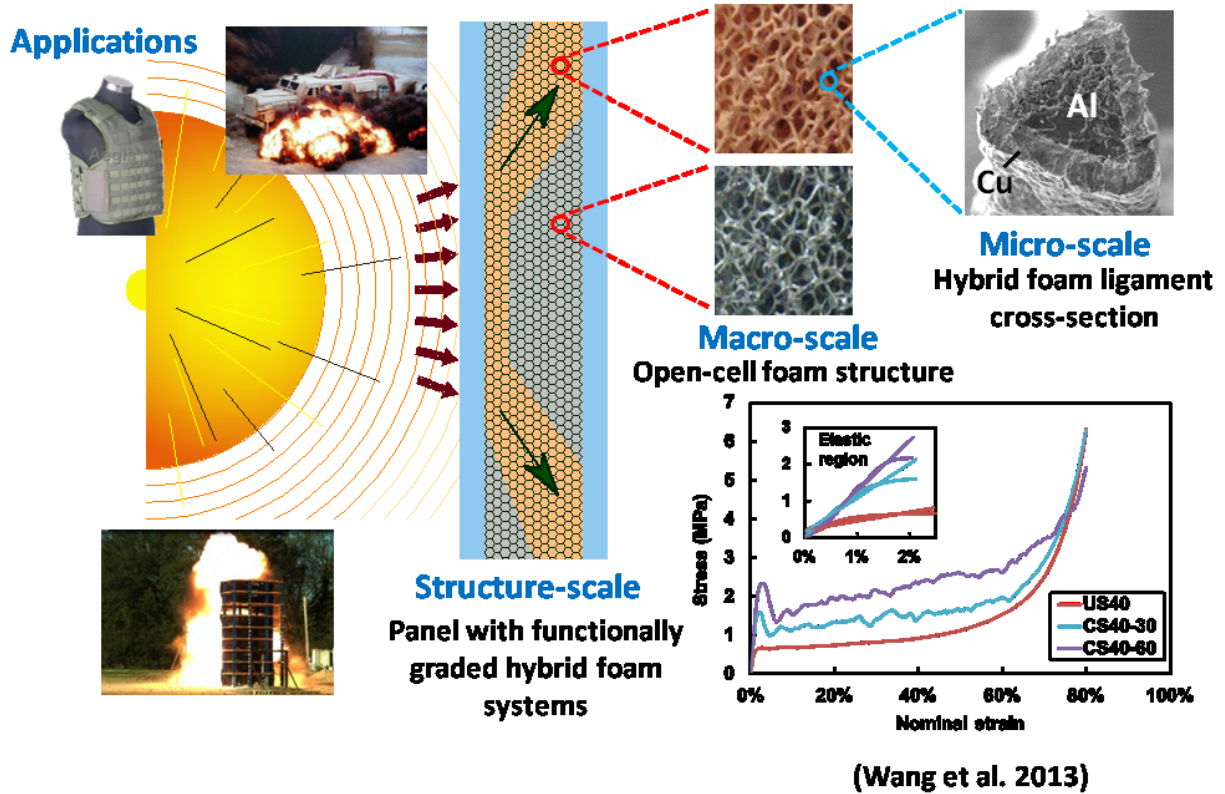 Applications
Aegis
Al
Cu
Micro-scale
Hybrid foam ligament
cross-section
Macro-scale
Open-cell foam structure
Structure-scale
Panel with functionally
graded hybrid foam
systems
7
6
5
4
3
2
1
0
Stress (MPa)
3
2
1
0
Elastic
region
0% 1% 2%
US40
CS40-30
CS40-60
0% 20% 40% 60% 80% 100%
Nominal strain
(Wang et al. 2013)